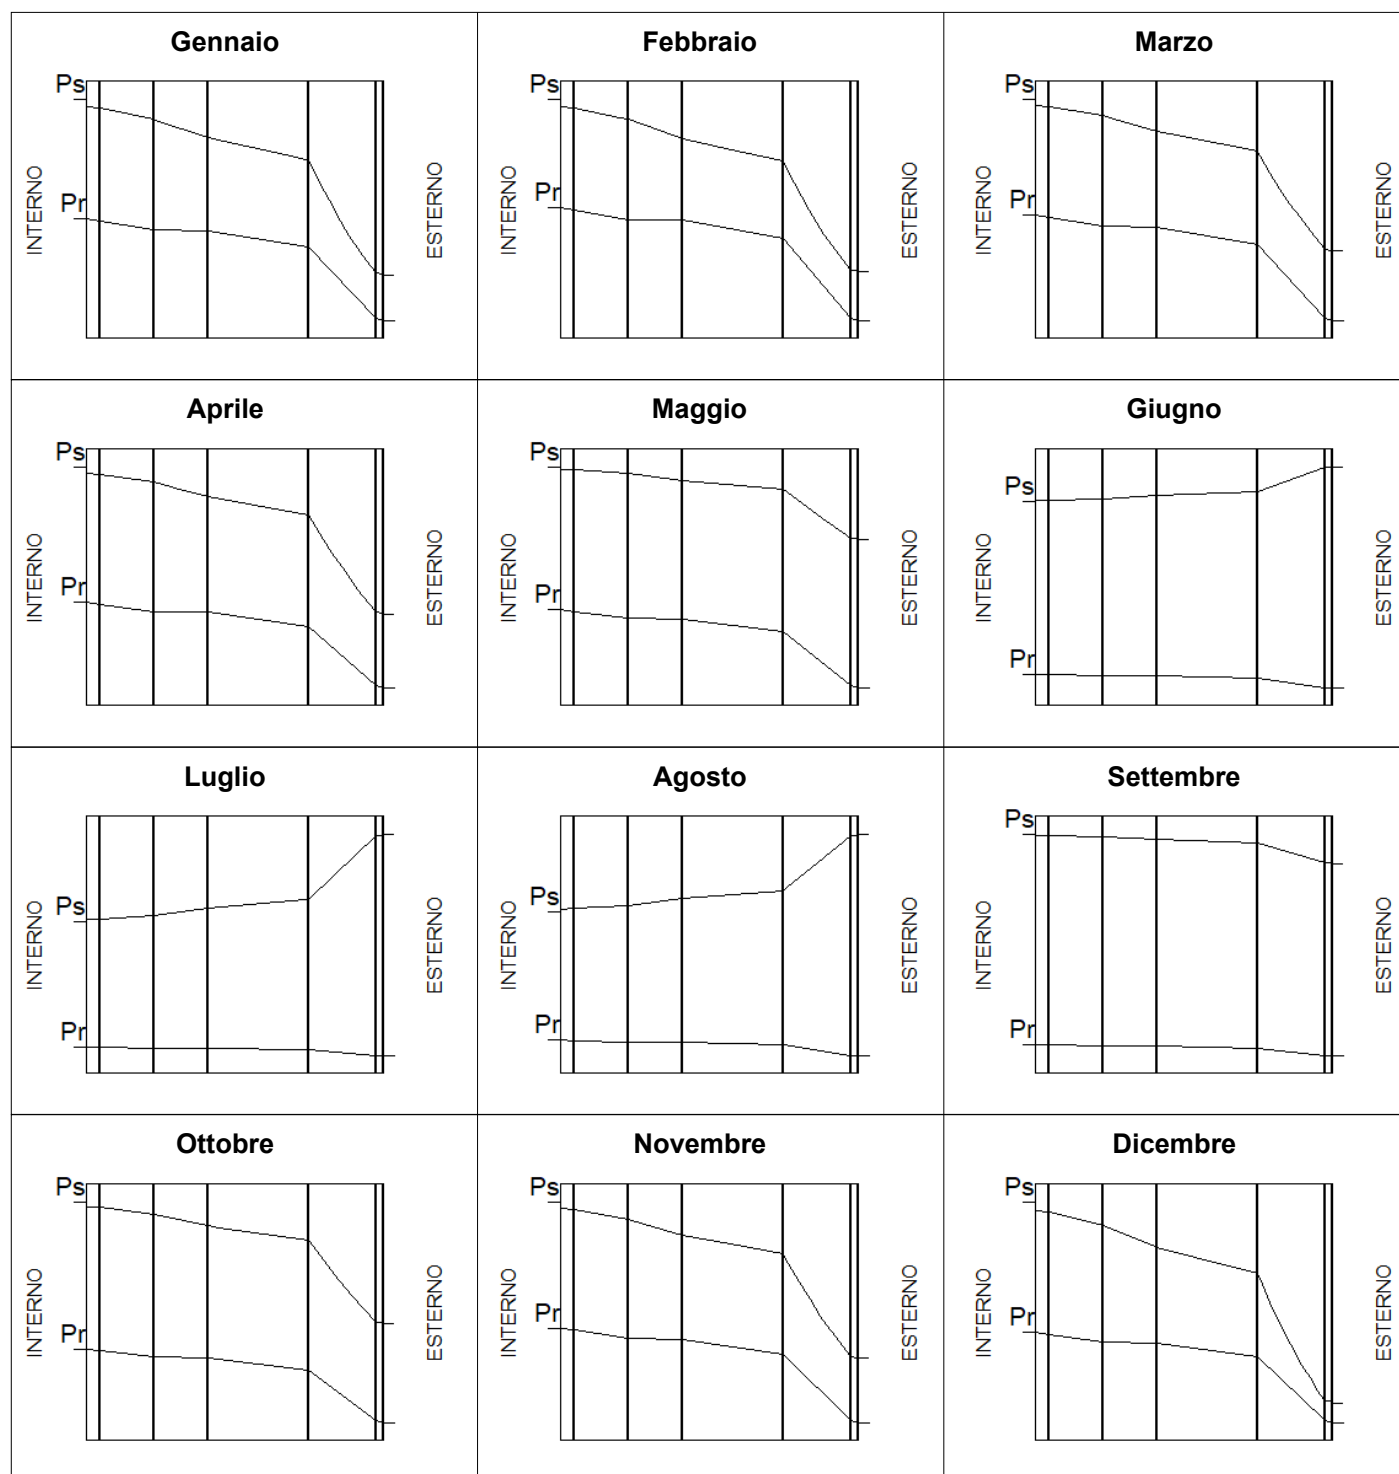 Gennaio
Ps
Pr
INTERNO
ESTERNO
Febbraio
Ps
Pr
INTERNO
ESTERNO
Marzo
Ps
Pr
INTERNO
ESTERNO
Aprile
Ps
Pr
INTERNO
ESTERNO
Maggio
Ps
Pr
INTERNO
ESTERNO
Giugno
Ps
Pr
INTERNO
ESTERNO
Luglio
Ps
Pr
INTERNO
ESTERNO
Agosto
Ps
Pr
INTERNO
ESTERNO
Settembre
Ps
Pr
INTERNO
ESTERNO
Ottobre
Ps
Pr
INTERNO
ESTERNO
Novembre
Ps
Pr
INTERNO
ESTERNO
Dicembre
Ps
Pr
INTERNO
ESTERNO